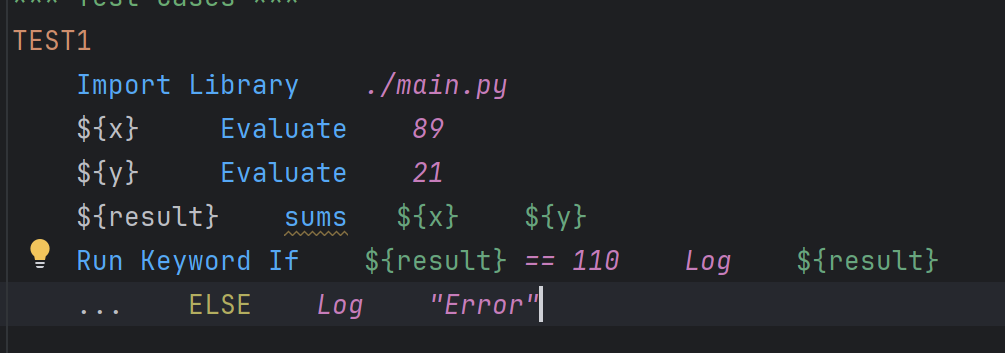 *** Test Cases ***
TEST1
Import Library    ./main.py
${x}     Evaluate    89
${y}     Evaluate    21
${result}    sums   ${x}    ${y}
Run Keyword If    ${result} == 110    Log    ${result}
...    ELSE    Log    "Error"